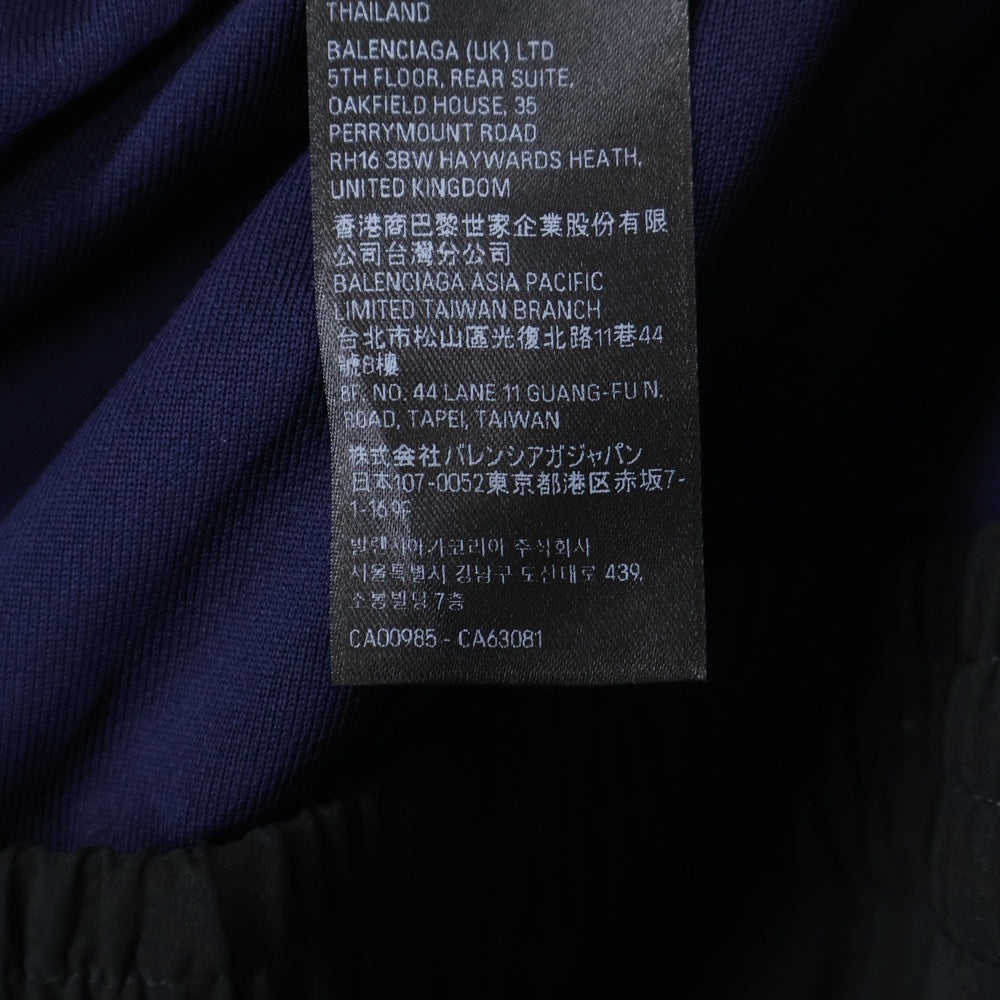 THAILAND
BALENCIAGA (UK) LTD
5TH FLOOR, REAR SUITE,
OAKFIELD HOUSE, 35
PERRYMOUNT ROAD
RH16 3BW HAYWARDS HEATH,
UNITED KINGDOM
香港商巴黎世家企業股份有限
公司台灣分公司
BALENCIAGA ASIA PACIFIC
LIMITED TAIWAN BRANCH
台北市松山區光復北路11巷44
號8樓
8F, NO. 44 LANE 11 GUANG-FU N.
ROAD, TAPEI, TAIWAN
株式会社バレンシアガジャパン
日本107-0052東京都港区赤坂7-
1-16 9F
발렌시아가코리아 주식회사
서울특별시 강남구 도산대로 439,
소봉빌딩 7층
CA00985 - CA63081